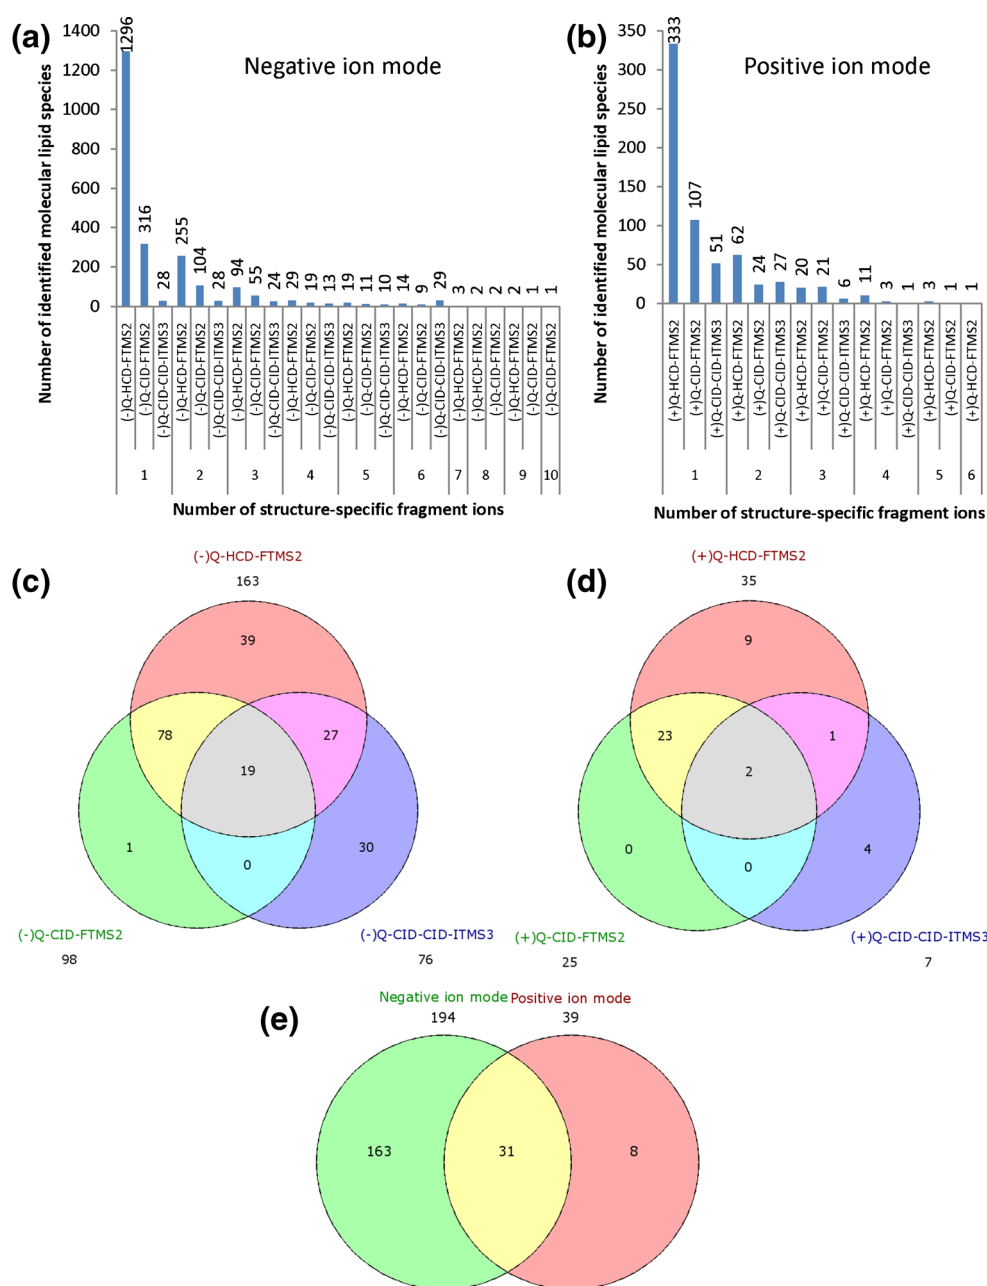 (a)
Negative ion mode
Number of identified molecular lipid species
1400
1200
1000
800
600
400
200
0
1296
316
28
255
104
28
94
55
24
29
19
13
19
11
10
14
9
29
3
2
2
2
1
1
(-)Q-HCD-FTMS2
(-)Q-CID-FTMS2
(-)Q-CID-CID-ITMS3
(-)Q-HCD-FTMS2
(-)Q-CID-FTMS2
(-)Q-CID-CID-ITMS3
(-)Q-HCD-FTMS2
(-)Q-CID-FTMS2
(-)Q-CID-CID-ITMS3
(-)Q-HCD-FTMS2
(-)Q-CID-FTMS2
(-)Q-CID-CID-ITMS3
(-)Q-HCD-FTMS2
(-)Q-CID-FTMS2
(-)Q-CID-CID-ITMS3
(-)Q-HCD-FTMS2
(-)Q-CID-FTMS2
(-)Q-CID-CID-ITMS3
(-)Q-HCD-FTMS2
(-)Q-HCD-FTMS2
(-)Q-CID-FTMS2
(-)Q-HCD-FTMS2
(-)Q-CID-FTMS2
(-)Q-CID-FTMS2
1 2 3 4 5 6 7 8 9 10
Number of structure-specific fragment ions
(b)
Positive ion mode
Number of identified molecular lipid species
350
300
250
200
150
100
50
0
333
107
51
62
24
27
20
21
6
11
3
1
3
1
1
(+)Q-HCD-FTMS2
(+)Q-CID-FTMS2
(+)Q-CID-CID-ITMS3
(+)Q-HCD-FTMS2
(+)Q-CID-FTMS2
(+)Q-CID-CID-ITMS3
(+)Q-HCD-FTMS2
(+)Q-CID-FTMS2
(+)Q-CID-CID-ITMS3
(+)Q-HCD-FTMS2
(+)Q-CID-FTMS2
(+)Q-CID-CID-ITMS3
(+)Q-HCD-FTMS2
(+)Q-CID-FTMS2
(+)Q-HCD-FTMS2
1 2 3 4 5 6
Number of structure-specific fragment ions
(c)
(-)Q-HCD-FTMS2
163
39
78
27
19
1
0
30
(-)Q-CID-FTMS2
98
(-)Q-CID-CID-ITMS3
76
(d)
(+)Q-HCD-FTMS2
35
9
23
1
2
0
0
4
(+)Q-CID-FTMS2
25
(+)Q-CID-CID-ITMS3
7
(e)
Negative ion mode Positive ion mode
194 39
163 31 8